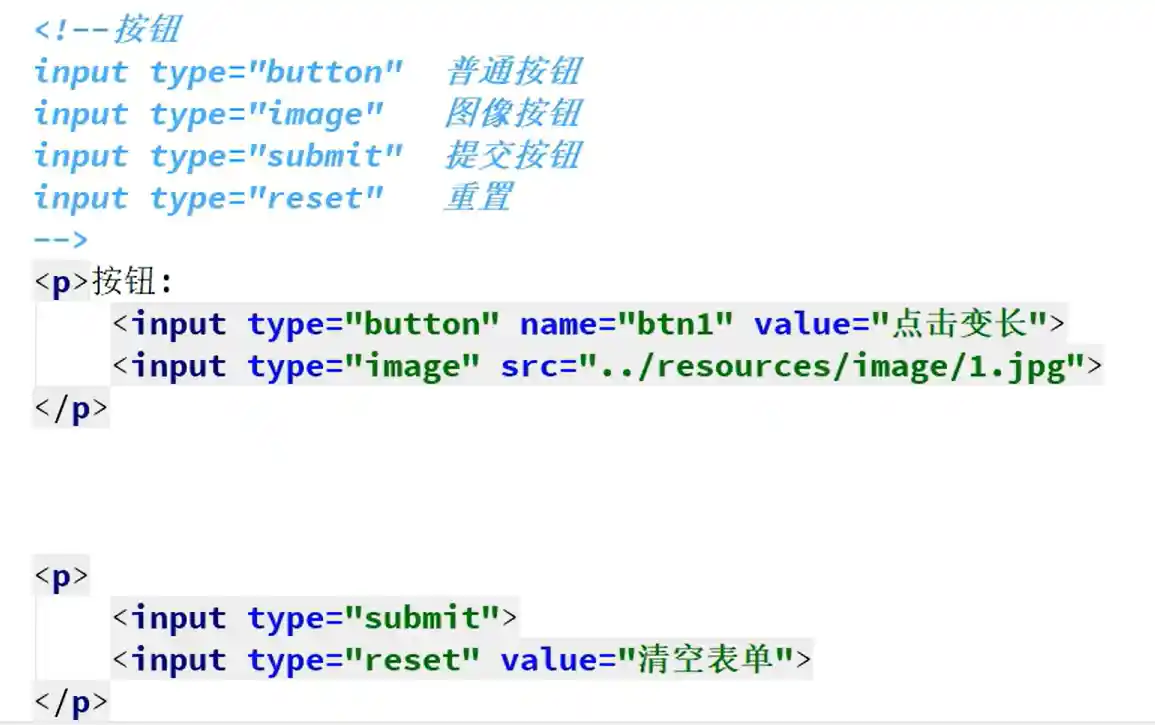 <!--按钮
input type="button"  普通按钮
input type="image"   图像按钮
input type="submit"  提交按钮
input type="reset"   重置
-->
<p>按钮:
    <input type="button" name="btn1" value="点击变长">
    <input type="image" src="../resources/image/1.jpg">
</p>
<p>
    <input type="submit">
    <input type="reset" value="清空表单">
</p>